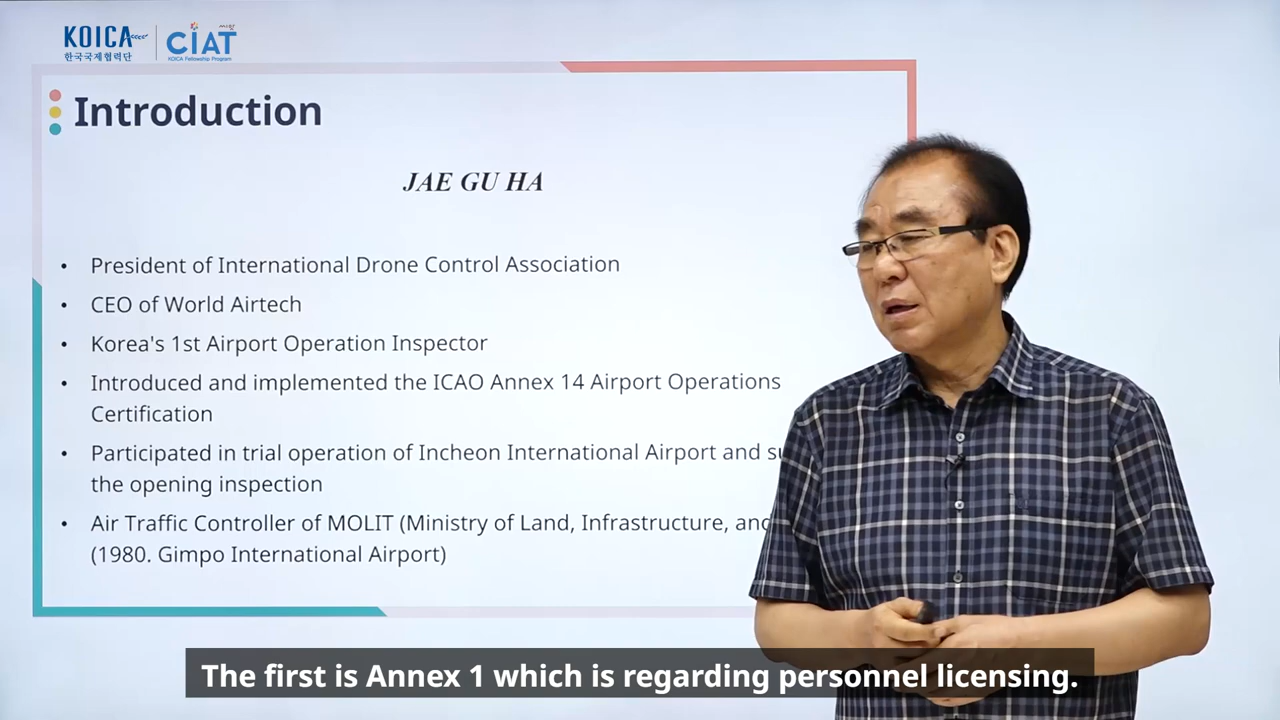 KOICA
한국국제협력단
CIAT
KOICA Fellowship Program
Introduction
JAE GU HA
• President of International Drone Control Association
• CEO of World Airtech
• Korea's 1st Airport Operation Inspector
• Introduced and implemented the ICAO Annex 14 Airport Operations
Certification
• Participated in trial operation of Incheon International Airport and
the opening inspection
• Air Traffic Controller of MOLIT (Ministry of Land, Infrastructure, and
(1980. Gimpo International Airport)
The first is Annex 1 which is regarding personnel licensing.